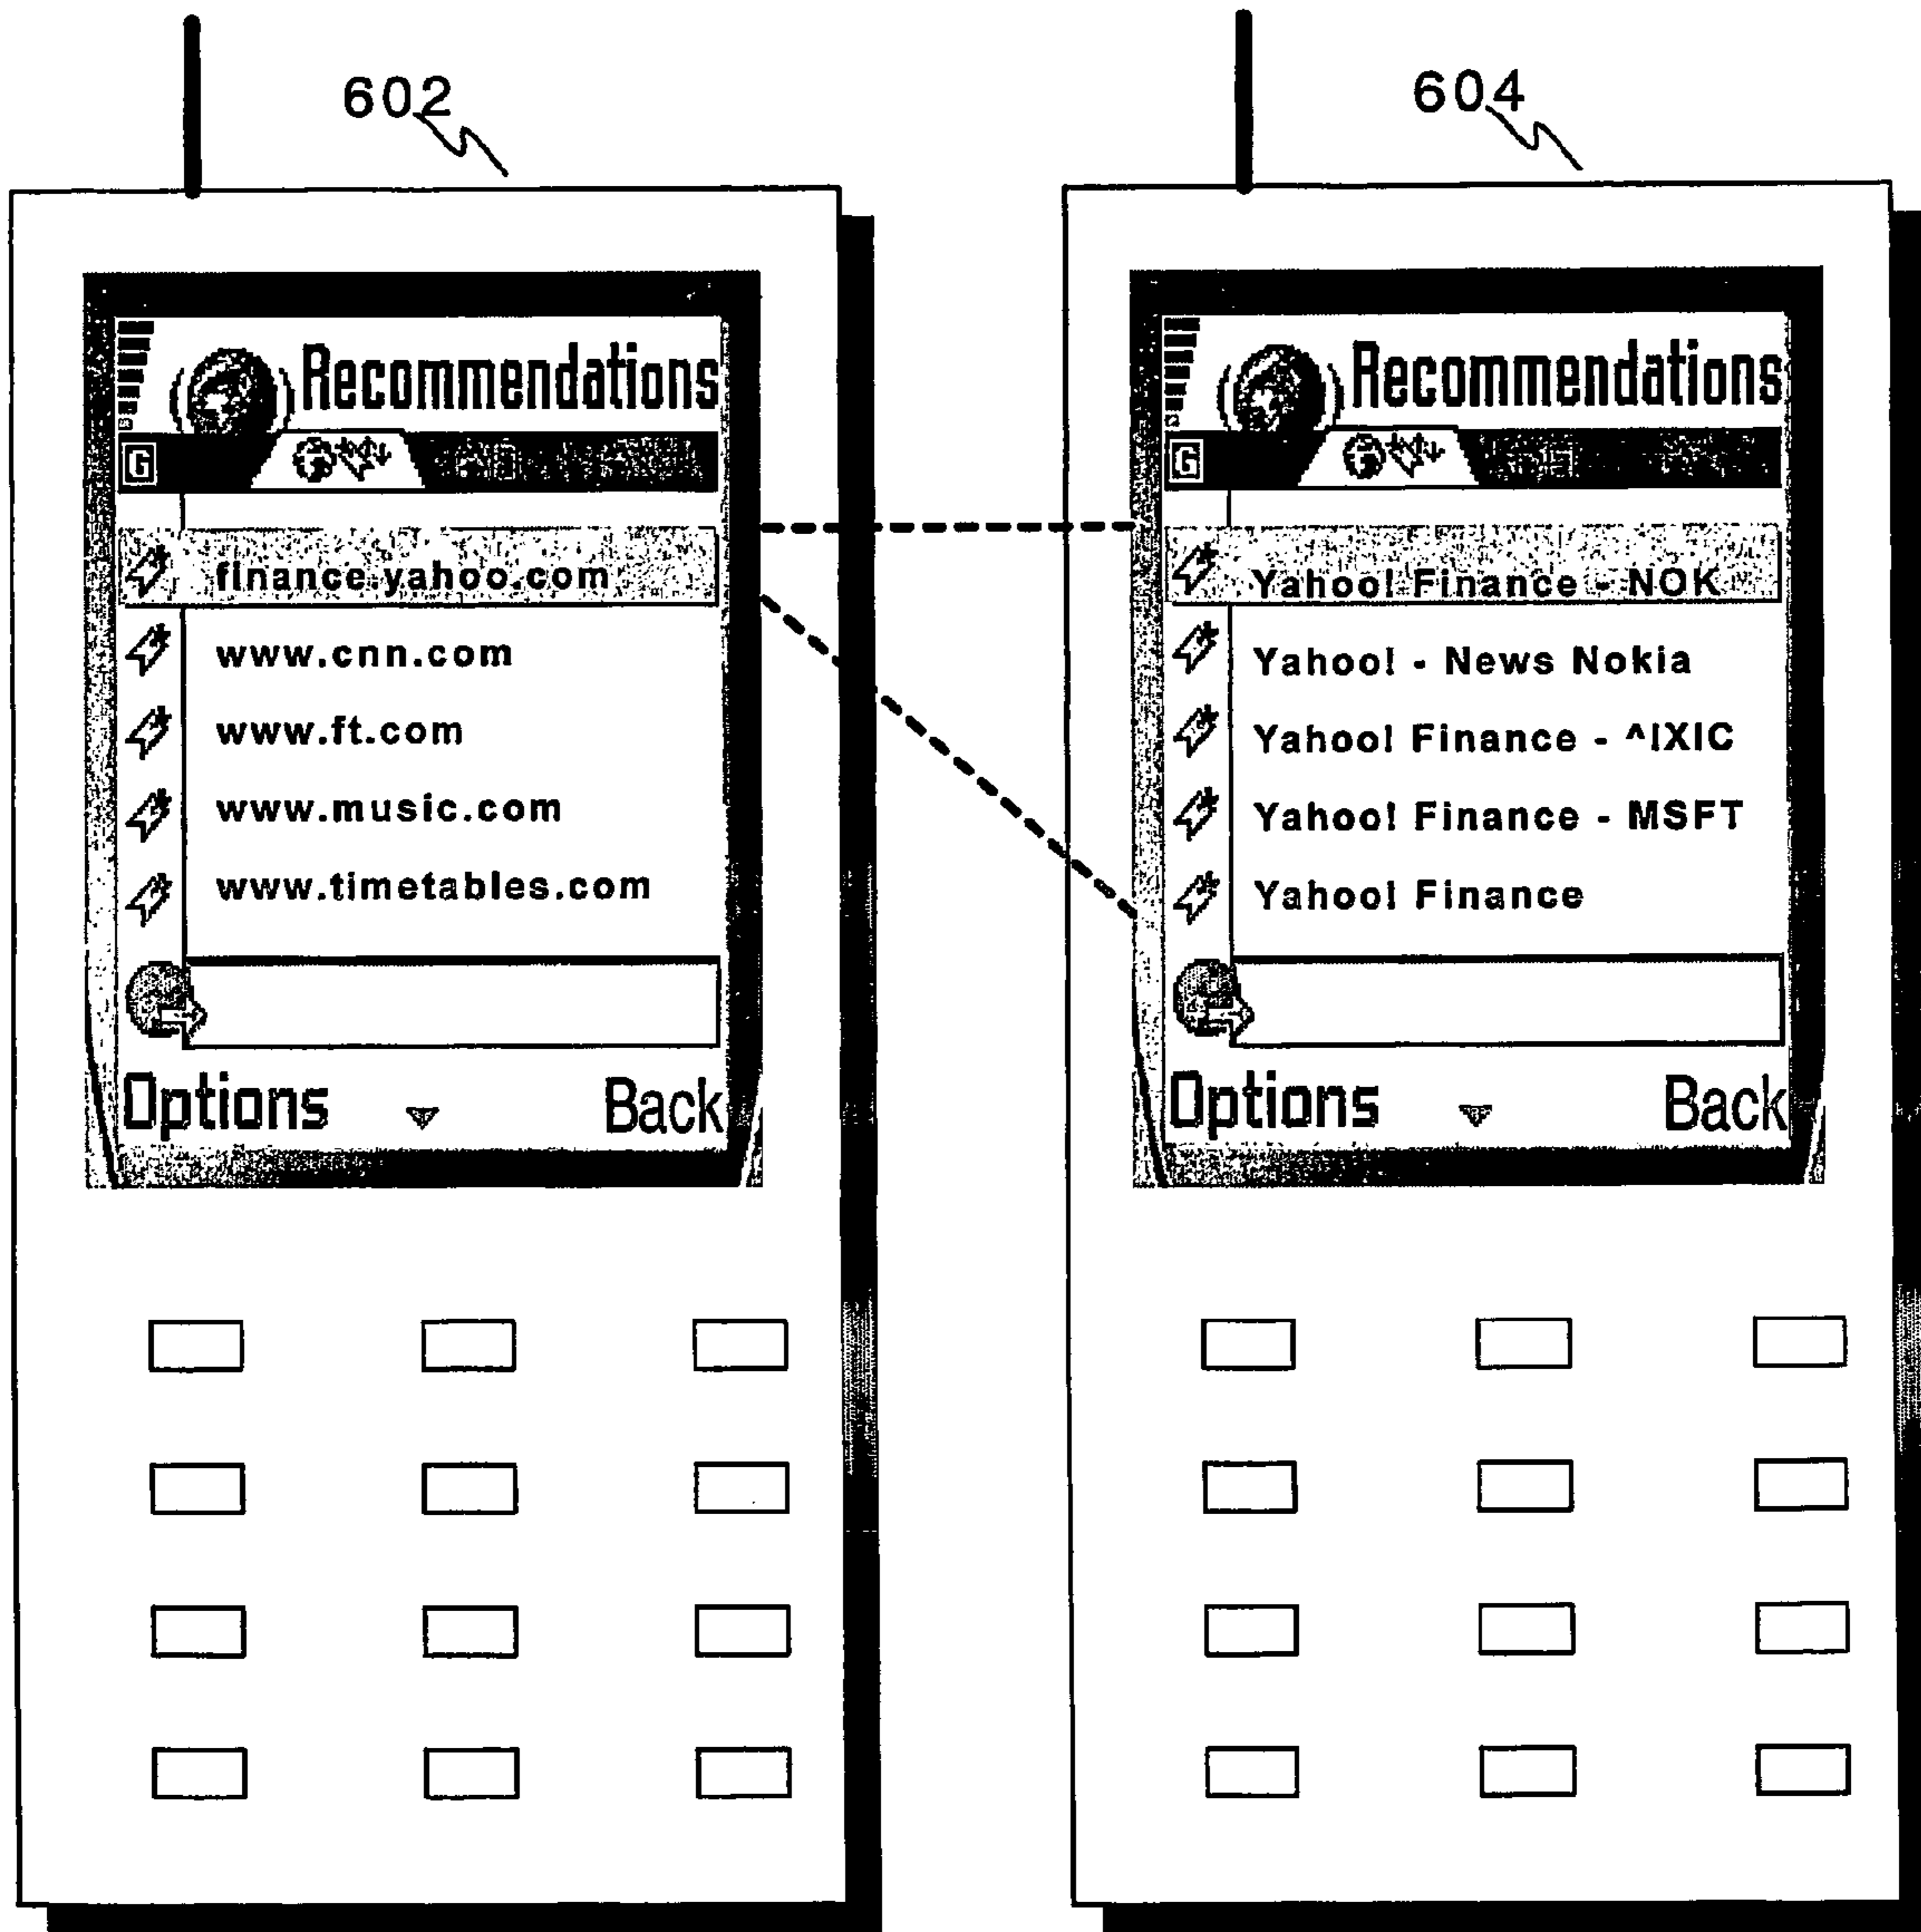 602
604
Recommendations
G
finance.yahoo.com
www.cnn.com
www.ft.com
www.music.com
www.timetables.com
Options
Back
Recommendations
G
Yahoo! Finance - NOK
Yahoo! - News Nokia
Yahoo! Finance - ^IXIC
Yahoo! Finance - MSFT
Yahoo! Finance
Options
Back